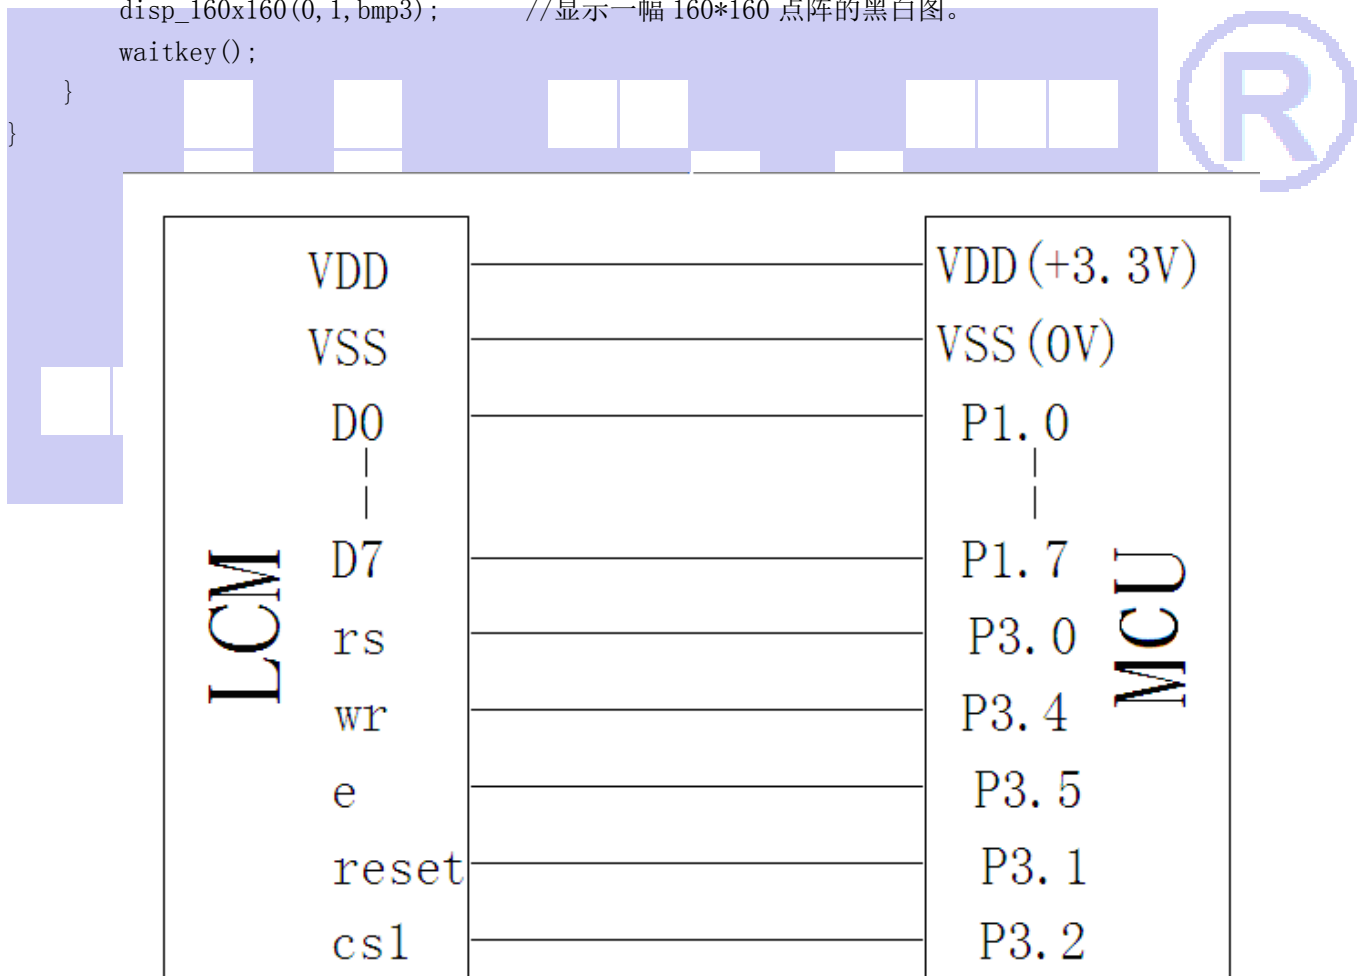 disp_160x160(0,1,bmp3); //显示一幅 160*160 点阵的黑白图。
waitkey();
}
}
®
VDD VDD(+3.3V)
VSS VSS(0V)
D0 P1.0
D7 P1.7
LCM MCU
rs P3.0
wr P3.4
e P3.5
reset P3.1
cs1 P3.2